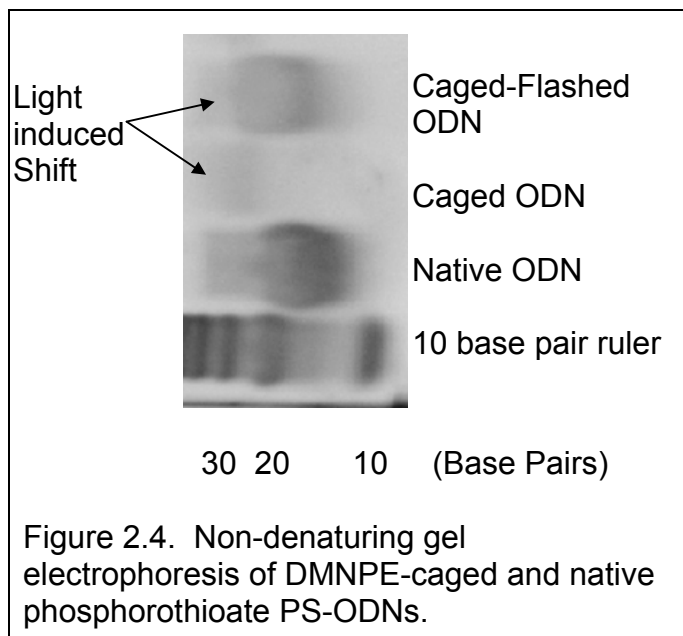 Light
induced
Shift
Caged-Flashed
ODN
Caged ODN
Native ODN
10 base pair ruler
30 20 10 (Base Pairs)
Figure 2.4. Non-denaturing gel
electrophoresis of DMNPE-caged and native
phosphorothioate PS-ODNs.